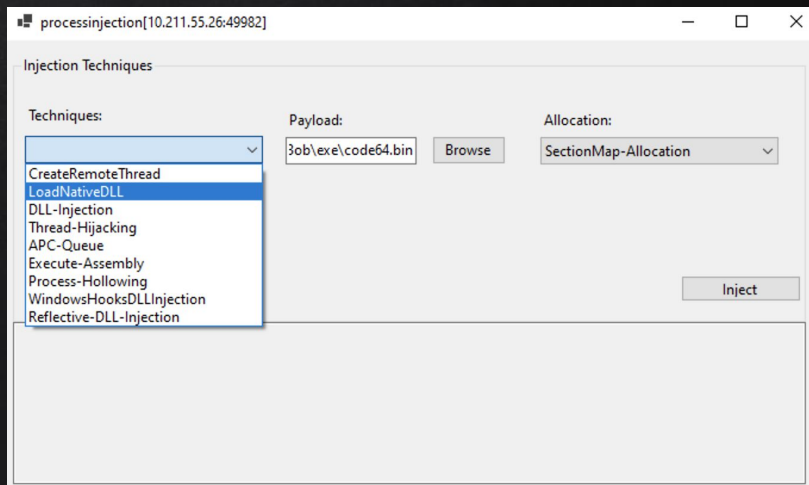 processinjection[10.211.55.26:49982]
Injection Techniques
Techniques:
Payload:
Allocation:
3ob\exe\code64.bin
Browse
SectionMap-Allocation
CreateRemoteThread
LoadNativeDLL
DLL-Injection
Thread-Hijacking
APC-Queue
Execute-Assembly
Process-Hollowing
WindowsHooksDLLInjection
Reflective-DLL-Injection
Inject